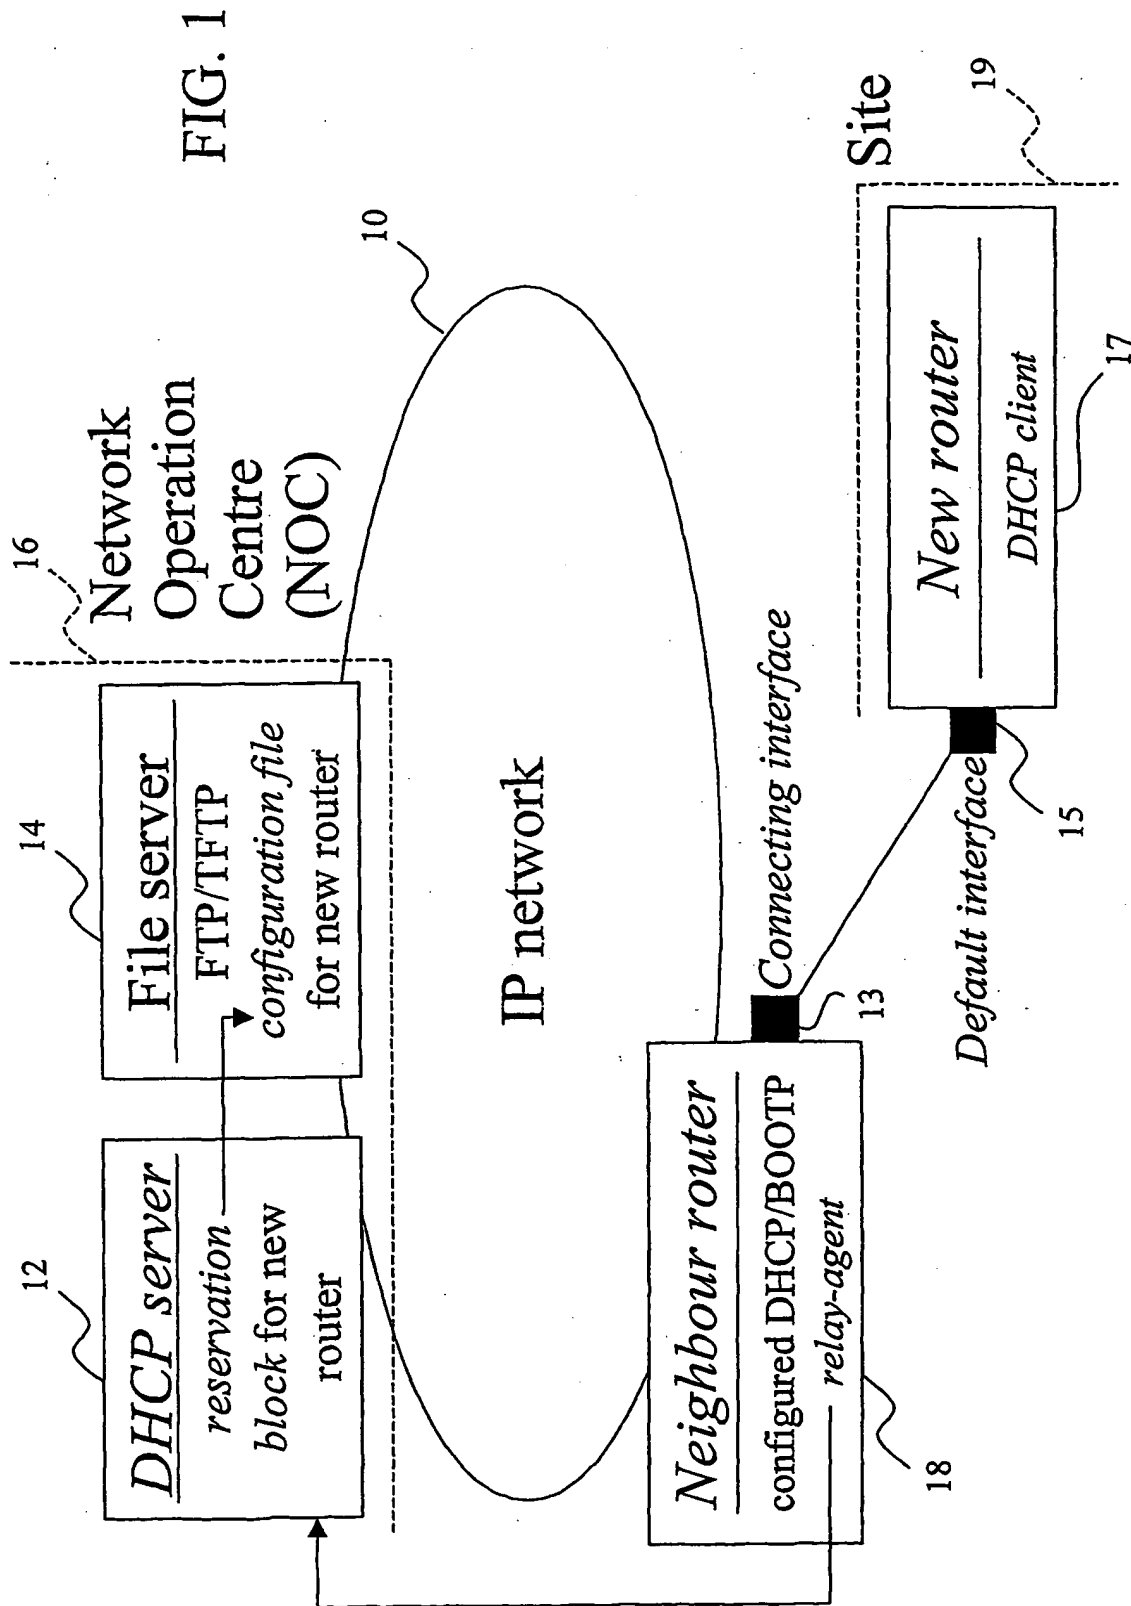 FIG. 1
16
Network
Operation
Centre
(NOC)
12
DHCP server
reservation
block for new
router
14
File server
FTP/TFTP
configuration file
for new router
10
IP network
Neighbour router
configured DHCP/BOOTP
relay-agent
18
Connecting interface
13
Default interface
15
Site
19
New router
DHCP client
17